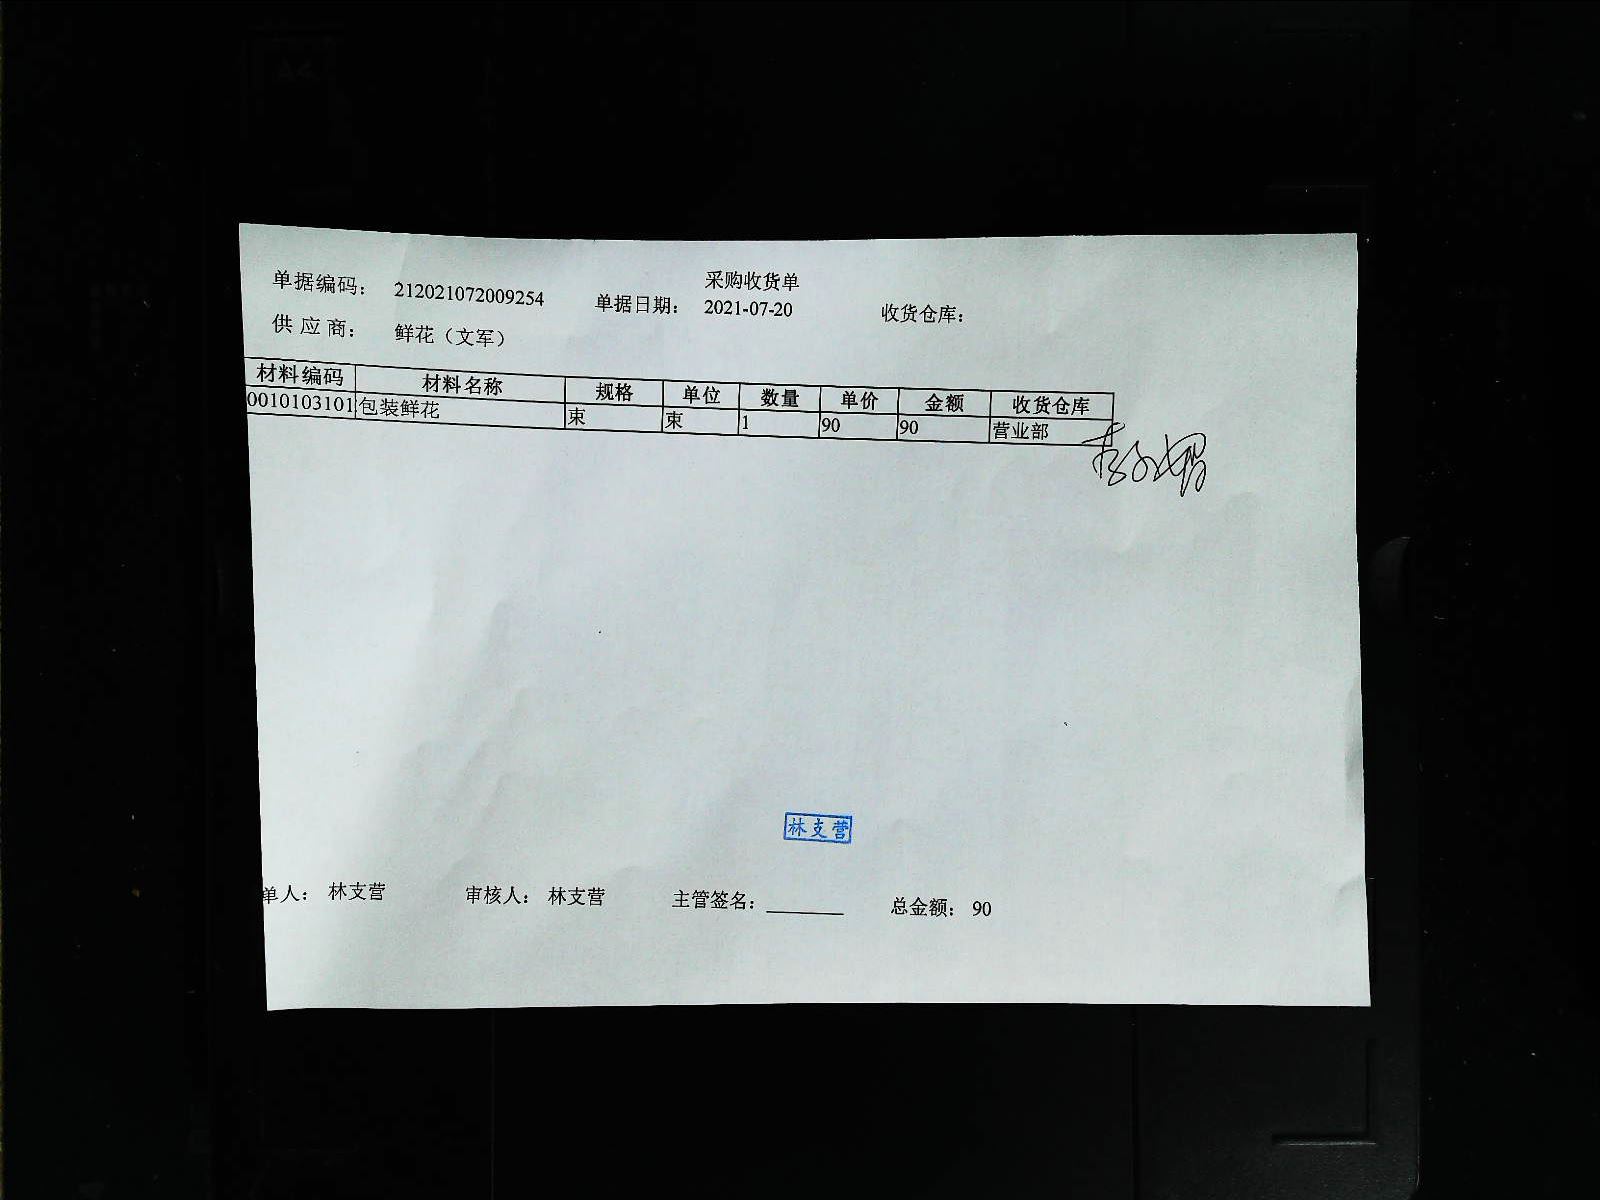 采购收货单
单据编码： 212021072009254 单据日期： 2021-07-20 收货仓库：
供 应 商： 鲜花（文军）
材料编码 材料名称 规格 单位 数量 单价 金额 收货仓库
0010103101 包装鲜花 束 束 1 90 90 营业部
林支营
单人： 林支营 审核人： 林支营 主管签名： 总金额： 90